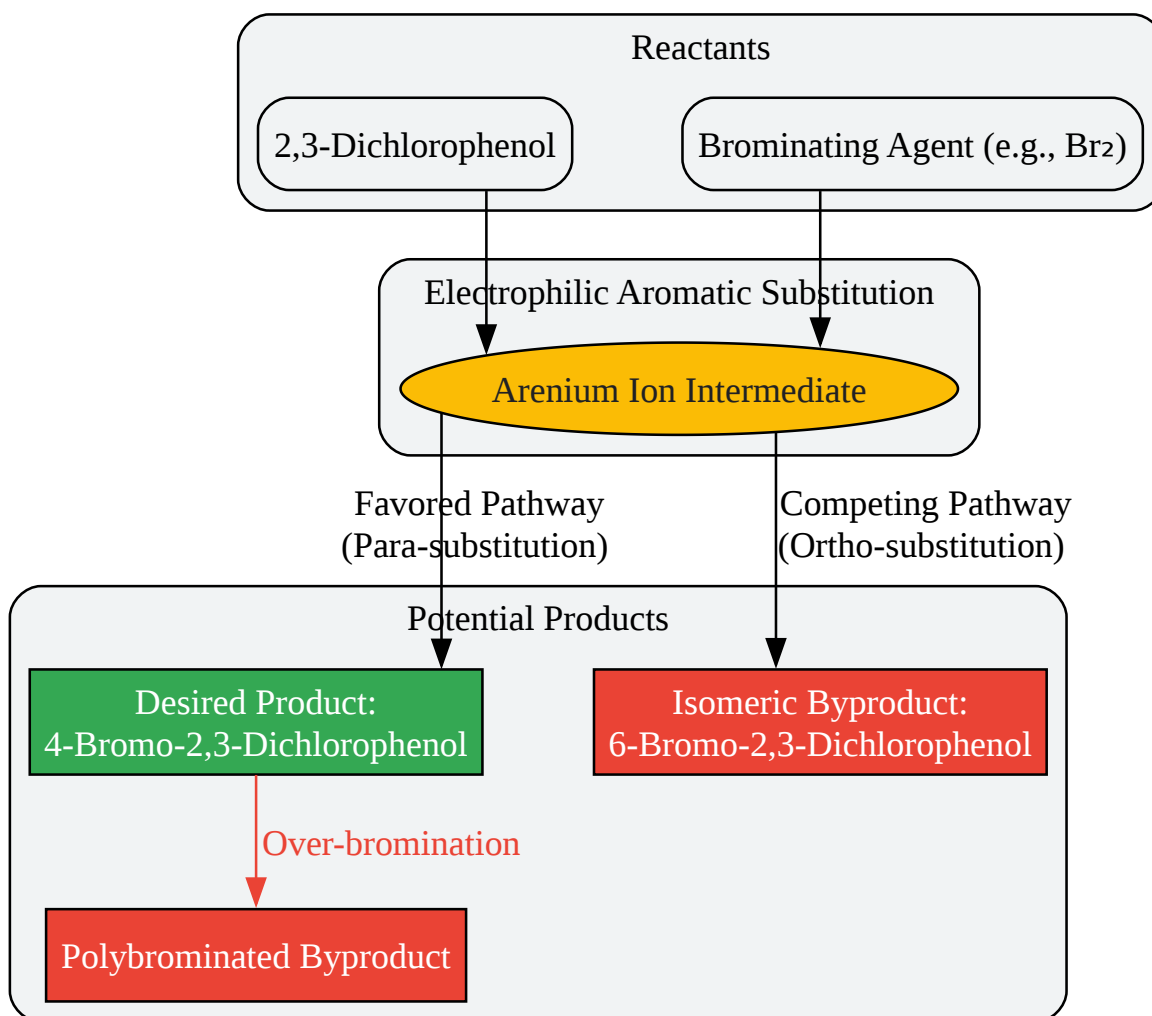 Reactants
2,3-Dichlorophenol
Brominating Agent (e.g., Br₂)
Electrophilic Aromatic Substitution
Arenium Ion Intermediate
Favored Pathway
(Para-substitution)
Competing Pathway
(Ortho-substitution)
Potential Products
Desired Product:
4-Bromo-2,3-Dichlorophenol
Isomeric Byproduct:
6-Bromo-2,3-Dichlorophenol
Over-bromination
Polybrominated Byproduct